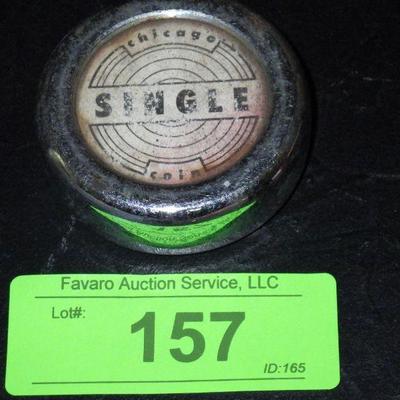 chicago
SINGLE
coin
Favaro Auction Service, LLC
Lot#:
157
ID:165